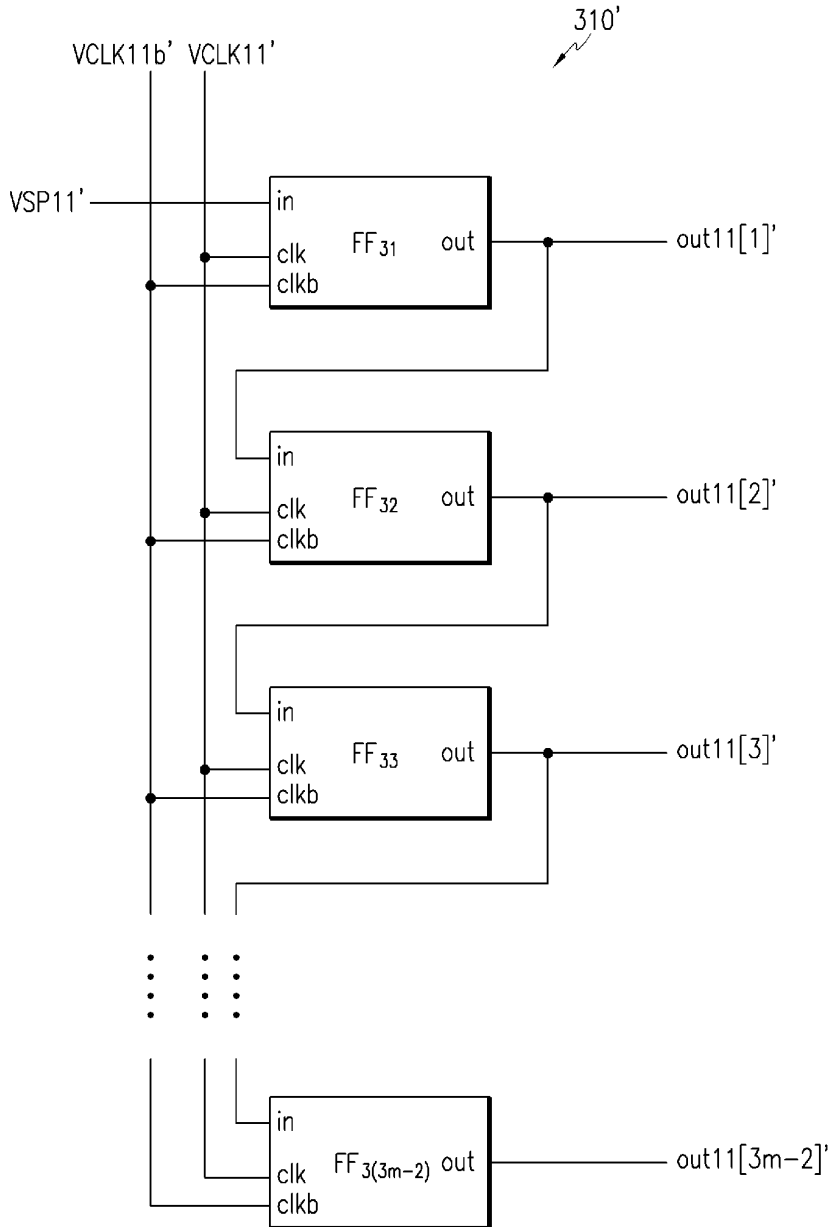 310'
VCLK11b' VCLK11'
VSP11'
in
clk
clkb
FF31
out
out11[1]'
in
clk
clkb
FF32
out
out11[2]'
in
clk
clkb
FF33
out
out11[3]'
in
clk
clkb
FF3(3m-2)
out
out11[3m-2]'